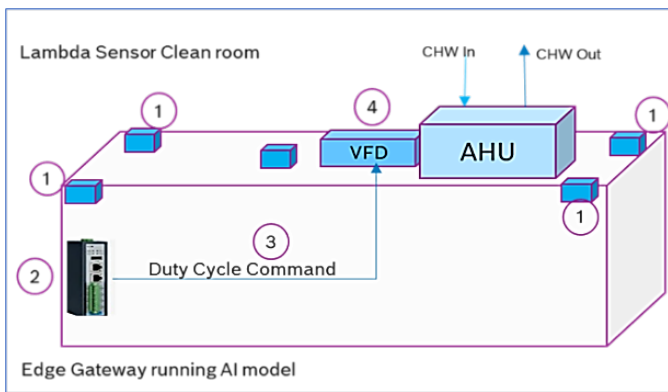 Lambda Sensor Clean room
CHW In
CHW Out
1
4
1
VFD
AHU
1
1
3
2
Duty Cycle Command
Edge Gateway running AI model